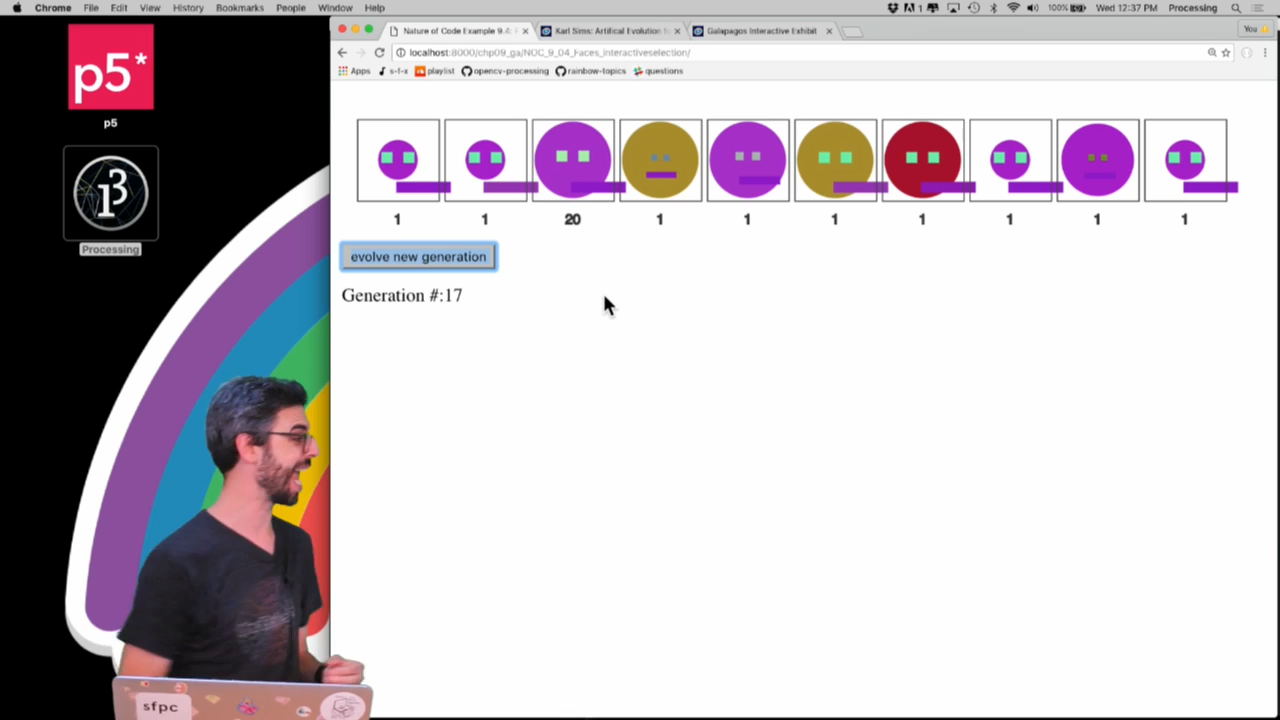 Chrome File Edit View History Bookmarks People Window Help
1 100% Wed 12:37 PM Processing
Nature of Code Example 9.4:
Karl Sims: Artifical Evolution
Galapagos Interactive Exhibit
You
localhost:8000/chp09_ga/NOC_9_04_Faces_interactiveselection/
Apps s-f-x playlist opencv-processing rainbow-topics questions
p5*
p5
Processing
1 1 20 1 1 1 1 1 1 1
evolve new generation
Generation #:17
sfpc